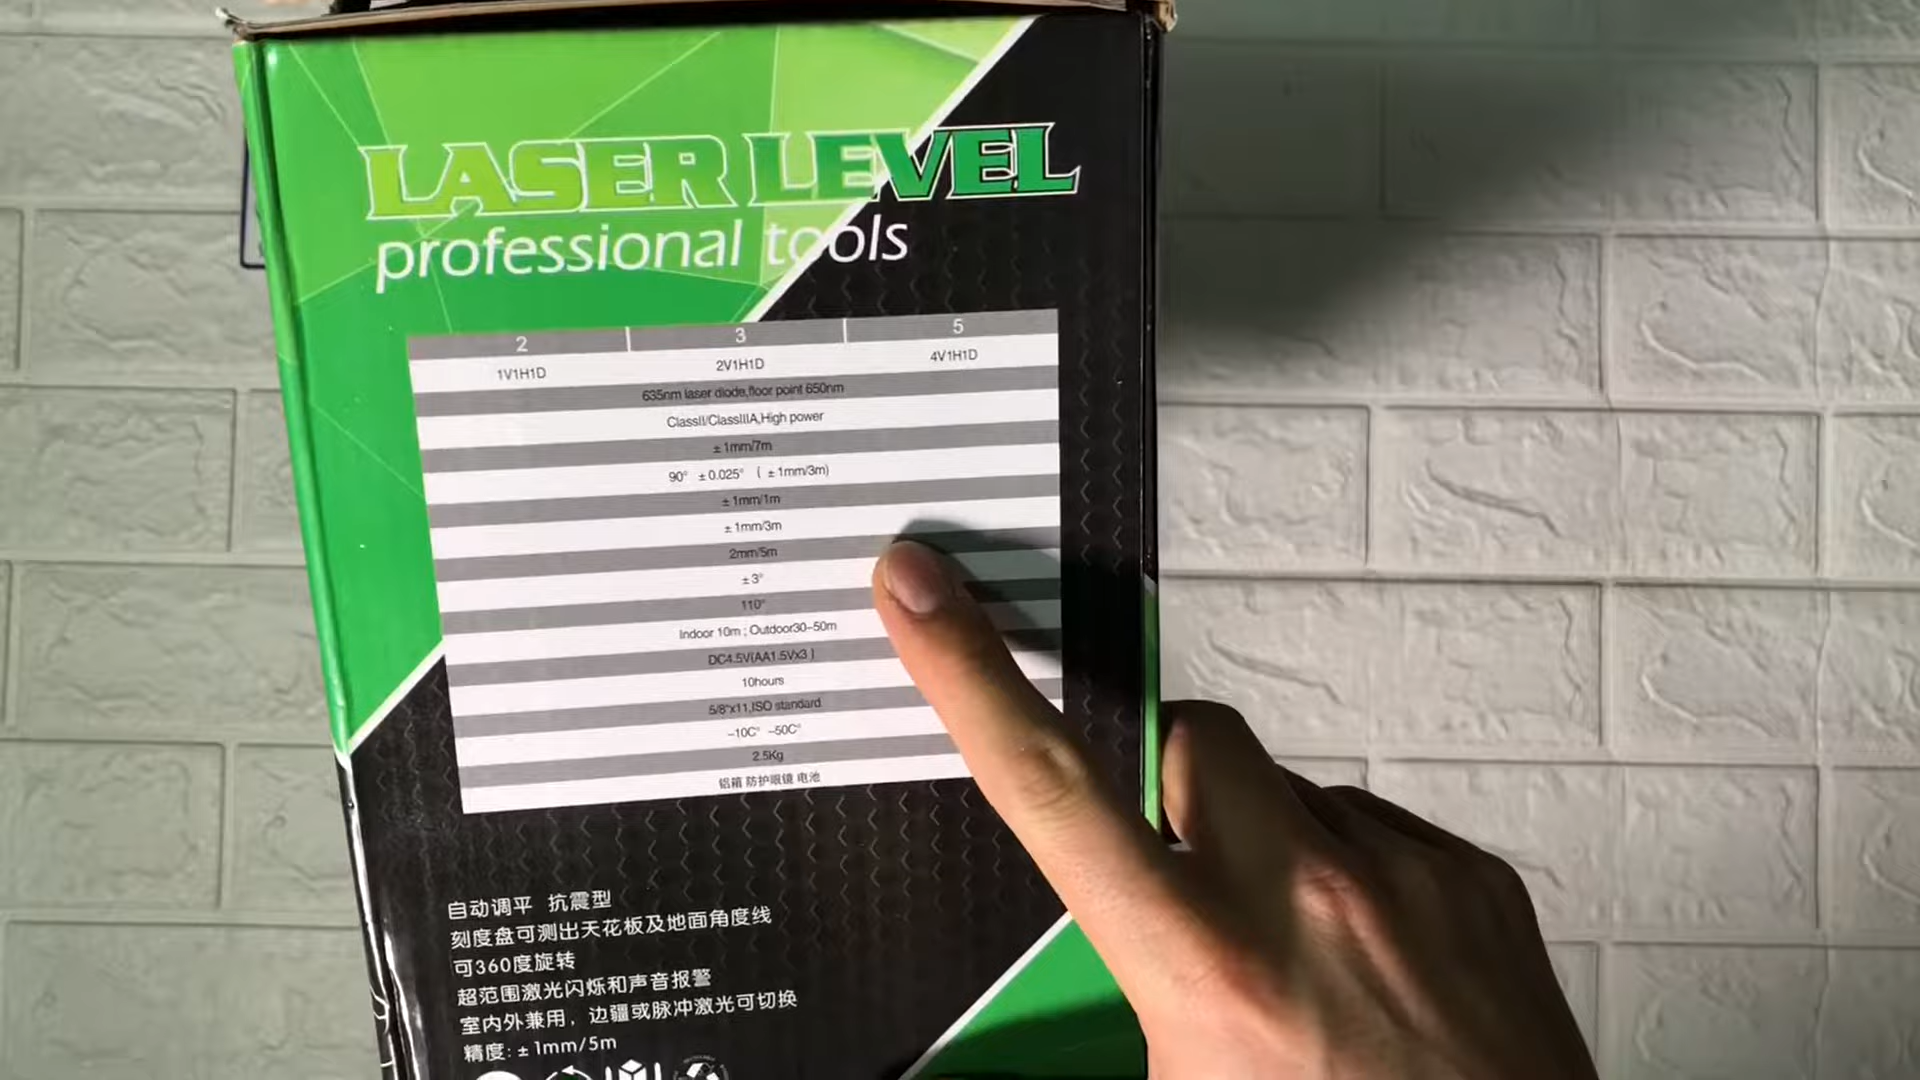 LASER LEVEL
professional tools
2 3 5
1V1H1D 2V1H1D 4V1H1D
635nm laser diode,floor point 650nm
ClassII/ClassIIIA,High power
±1mm/7m
90° ±0.025° ( ±1mm/3m)
±1mm/1m
±1mm/3m
2mm/5m
±3°
110°
Indoor 10m ; Outdoor30-50m
DC4.5V(AA1.5Vx3 )
10hours
5/8"x11,ISO standard
-10C° -50C°
2.5Kg
铝箱 防护眼镜 电池
自动调平 抗震型
刻度盘可测出天花板及地面角度线
可360度旋转
超范围激光闪烁和声音报警
室内外兼用，边疆或脉冲激光可切换
精度: ±1mm/5m